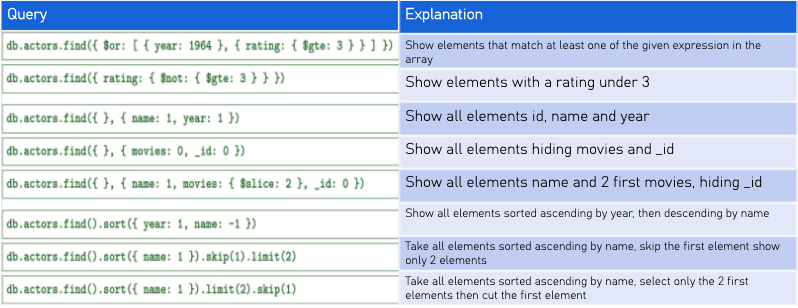 Query
Explanation
db.actors.find({ $or: [ { year: 1964 }, { rating: { $gte: 3 } } ] })
Show elements that match at least one of the given expression in the
array
db.actors.find({ rating: { $not: { $gte: 3 } } })
Show elements with a rating under 3
db.actors.find({ }, { name: 1, year: 1 })
Show all elements id, name and year
db.actors.find({ }, { movies: 0, _id: 0 })
Show all elements hiding movies and _id
db.actors.find({ }, { name: 1, movies: { $slice: 2 }, _id: 0 })
Show all elements name and 2 first movies, hiding _id
db.actors.find().sort({ year: 1, name: -1 })
Show all elements sorted ascending by year, then descending by name
db.actors.find().sort({ name: 1 }).skip(1).limit(2)
Take all elements sorted ascending by name, skip the first element show
only 2 elements
db.actors.find().sort({ name: 1 }).limit(2).skip(1)
Take all elements sorted ascending by name, select only the 2 first
elements then cut the first element